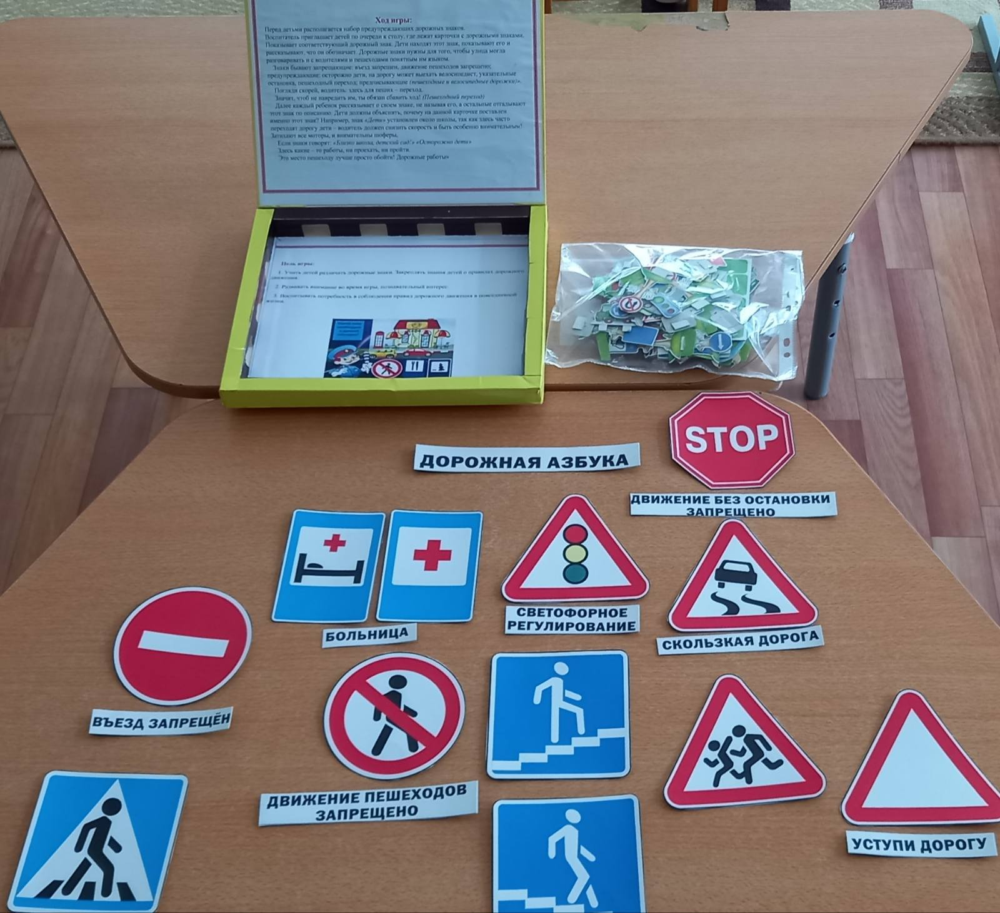 Ход игры:
Перед детьми располагается набор предупреждающих дорожных знаков.
Воспитатель приглашает детей по очереди к столу, где лежат карточки с дорожными знаками.
Показывает соответствующий дорожный знак. Дети находят этот знак, показывают его и
рассказывают, что он обозначает. Дорожные знаки нужны для того, чтобы улица могла
разговаривать и с водителями и пешеходами понятным им языком.
Знаки бывают запрещающие: въезд запрещен, движение пешеходов запрещено;
предупреждающие: осторожно дети, на дорогу может выехать велосипедист, указательные
остановка, пешеходный переход; предписывающие (пешеходные и велосипедные дорожки)».
Погляди скорей, водитель: здесь для пеших – переход.
Значит, чтоб не навредить им, ты обязан сбавить ход! (Пешеходный переход)
Далее каждый ребенок рассказывает о своем знаке, не называя его, а остальные отгадывают
этот знак по описанию. Дети должны объяснить, почему на данной карточке поставлен
именно этот знак? Например, знак «Дети» установлен около школы, так как здесь часто
переходят дорогу дети – водитель должен снизить скорость и быть особенно внимательным!
Затихают все моторы, и внимательны шоферы,
Если знаки говорят: «Близко школа, детский сад!» «Осторожно дети»
Здесь какие – то работы, ни проехать, ни пройти.
Это место пешеходу лучше просто обойти! Дорожные работы»
Цель игры:
1. Учить детей различать дорожные знаки. Закреплять знания детей о правилах дорожного
движения.
2. Развивать внимание во время игры, познавательный интерес.
3. Воспитывать потребность в соблюдении правил дорожного движения в повседневной
жизни.
STOP
ДОРОЖНАЯ АЗБУКА
ДВИЖЕНИЕ БЕЗ ОСТАНОВКИ
ЗАПРЕЩЕНО
СВЕТОФОРНОЕ
РЕГУЛИРОВАНИЕ
БОЛЬНИЦА
СКОЛЬЗКАЯ ДОРОГА
ВЪЕЗД ЗАПРЕЩЁН
ДВИЖЕНИЕ ПЕШЕХОДОВ
ЗАПРЕЩЕНО
УСТУПИ ДОРОГУ